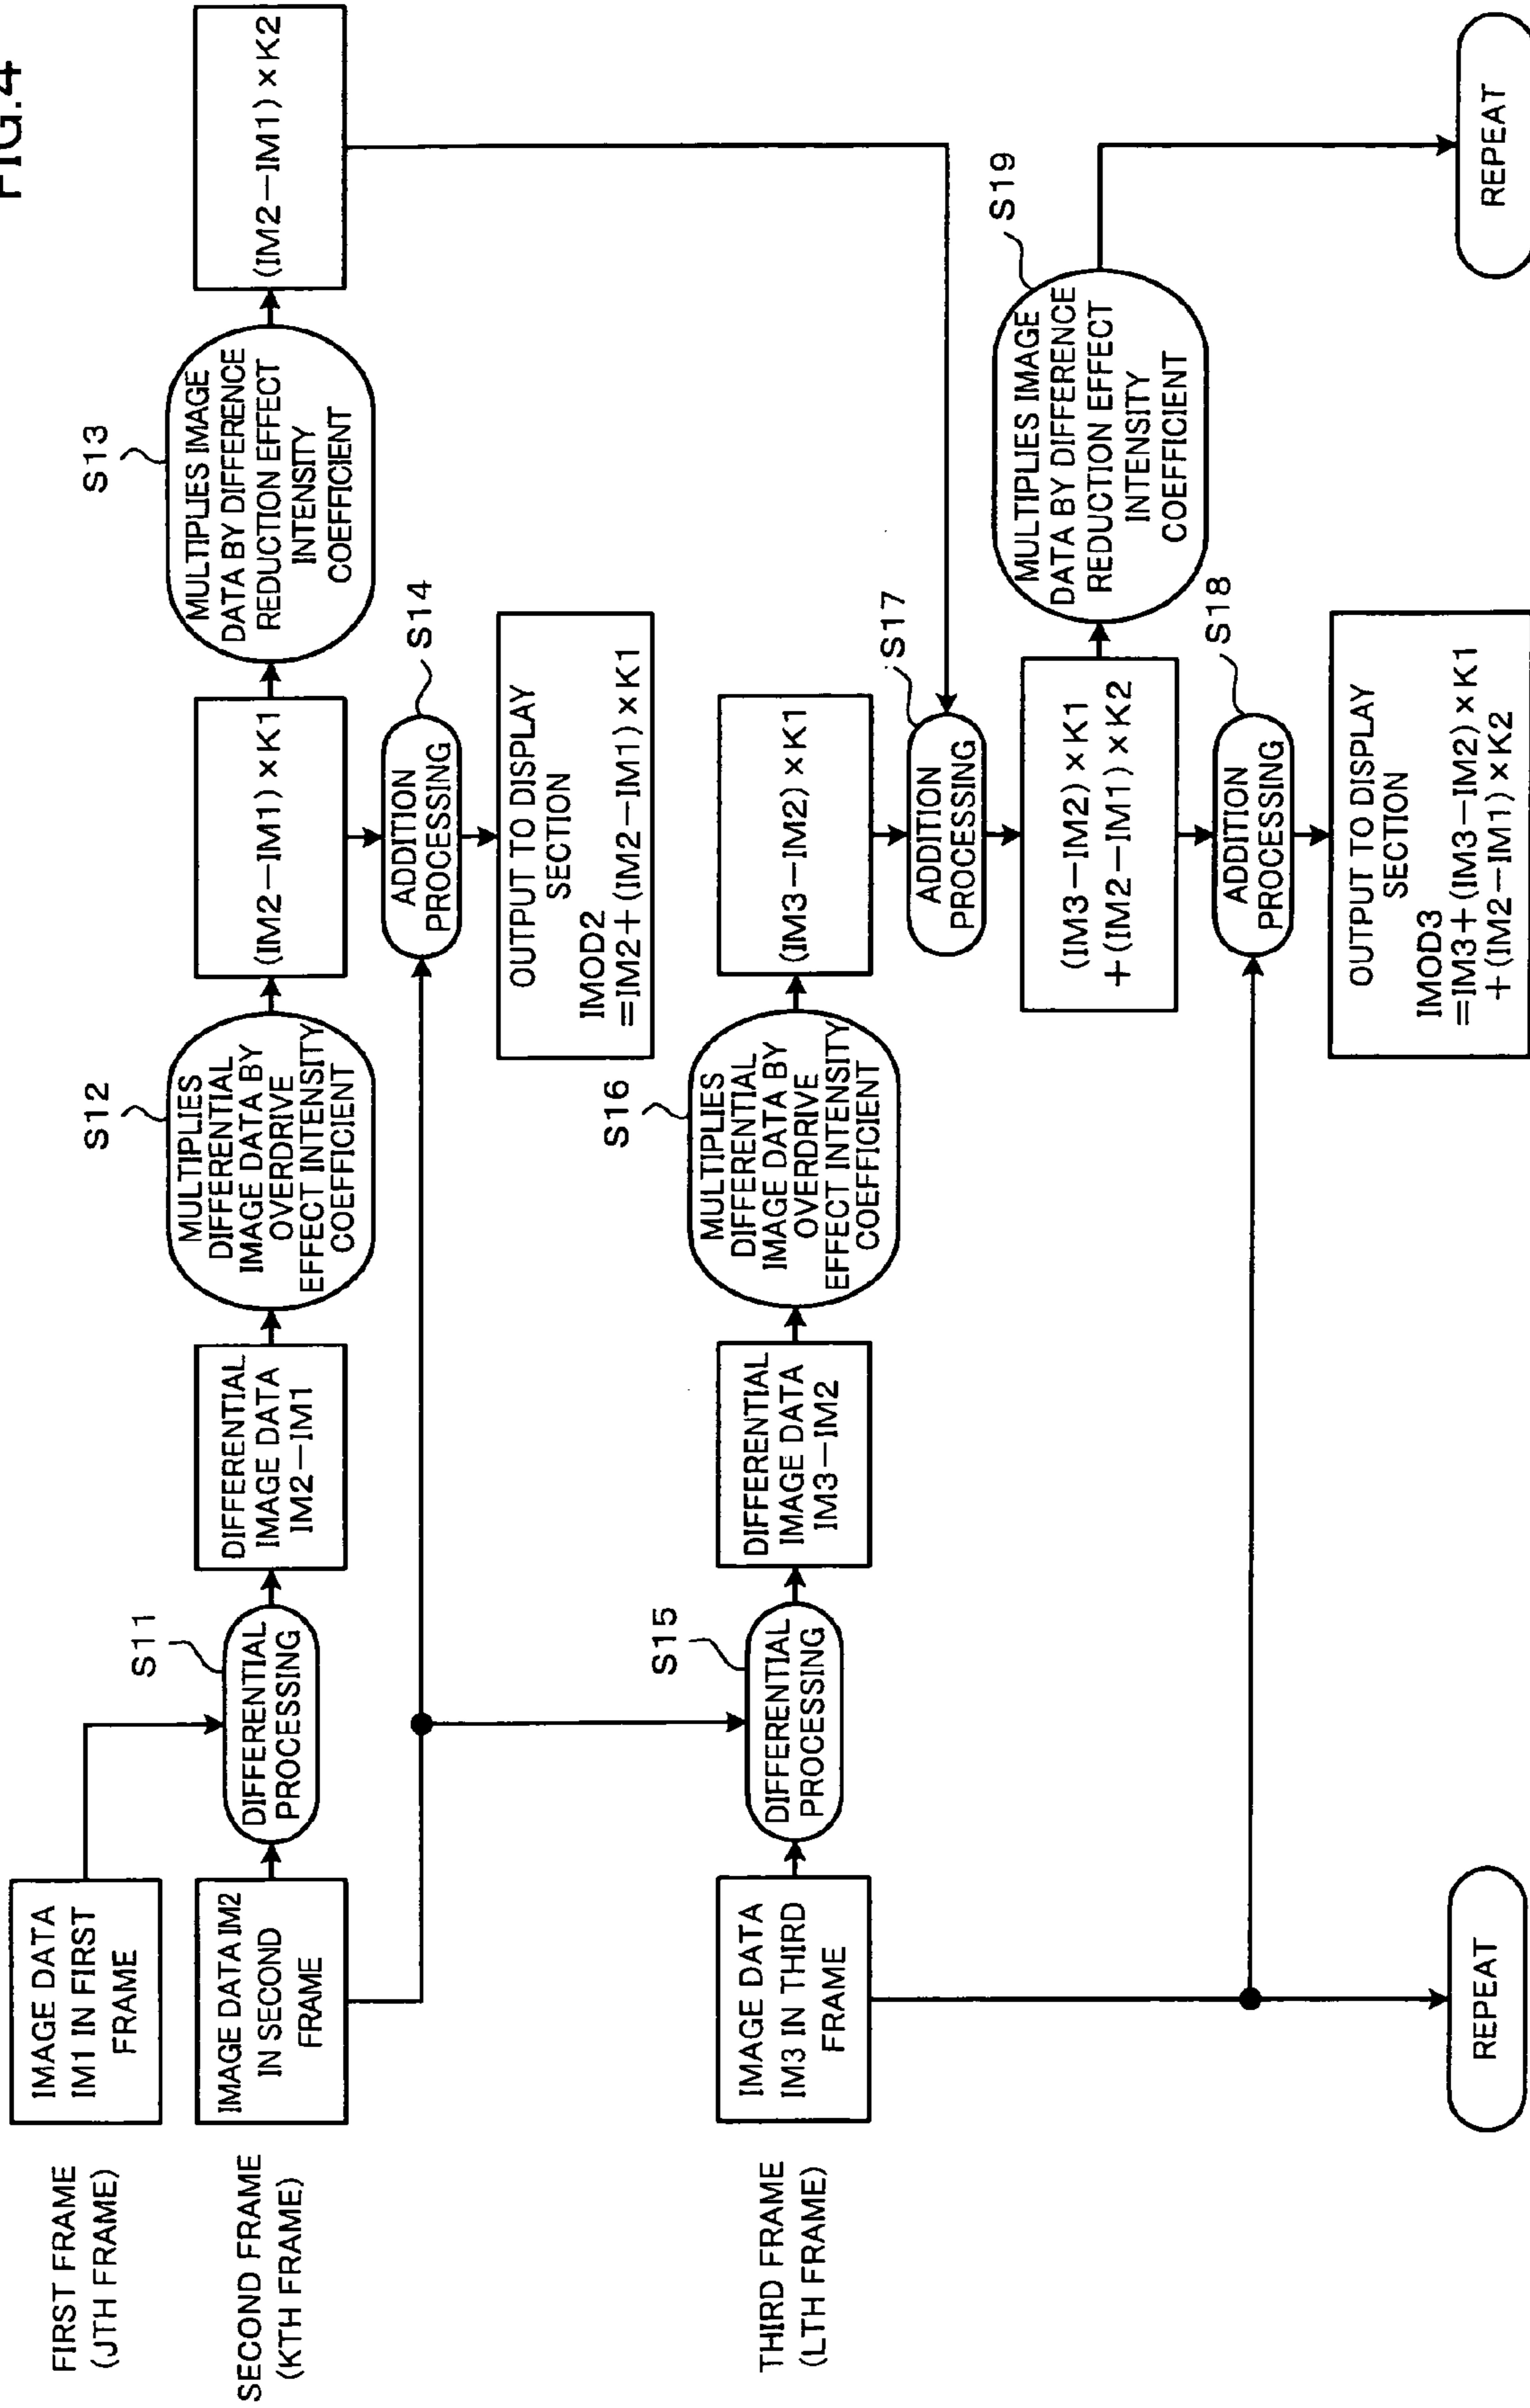 FIG.4
FIRST FRAME
(JTH FRAME)
IMAGE DATA
IM1 IN FIRST
FRAME
SECOND FRAME
(KTH FRAME)
IMAGE DATA IM2
IN SECOND
FRAME
S11
DIFFERENTIAL
PROCESSING
DIFFERENTIAL
IMAGE DATA
IM2−IM1
S12
MULTIPLIES
DIFFERENTIAL
IMAGE DATA BY
OVERDRIVE
EFFECT INTENSITY
COEFFICIENT
(IM2−IM1)×K1
S13
MULTIPLIES IMAGE
DATA BY DIFFERENCE
REDUCTION EFFECT
INTENSITY
COEFFICIENT
(IM2−IM1)×K2
S14
ADDITION
PROCESSING
OUTPUT TO DISPLAY
SECTION
IMOD2
=IM2+(IM2−IM1)×K1
THIRD FRAME
(LTH FRAME)
IMAGE DATA
IM3 IN THIRD
FRAME
S15
DIFFERENTIAL
PROCESSING
DIFFERENTIAL
IMAGE DATA
IM3−IM2
S16
MULTIPLIES
DIFFERENTIAL
IMAGE DATA BY
OVERDRIVE
EFFECT INTENSITY
COEFFICIENT
(IM3−IM2)×K1
S17
ADDITION
PROCESSING
(IM3−IM2)×K1
+(IM2−IM1)×K2
S19
MULTIPLIES IMAGE
DATA BY DIFFERENCE
REDUCTION EFFECT
INTENSITY
COEFFICIENT
S18
ADDITION
PROCESSING
OUTPUT TO DISPLAY
SECTION
IMOD3
=IM3+(IM3−IM2)×K1
+(IM2−IM1)×K2
REPEAT
REPEAT